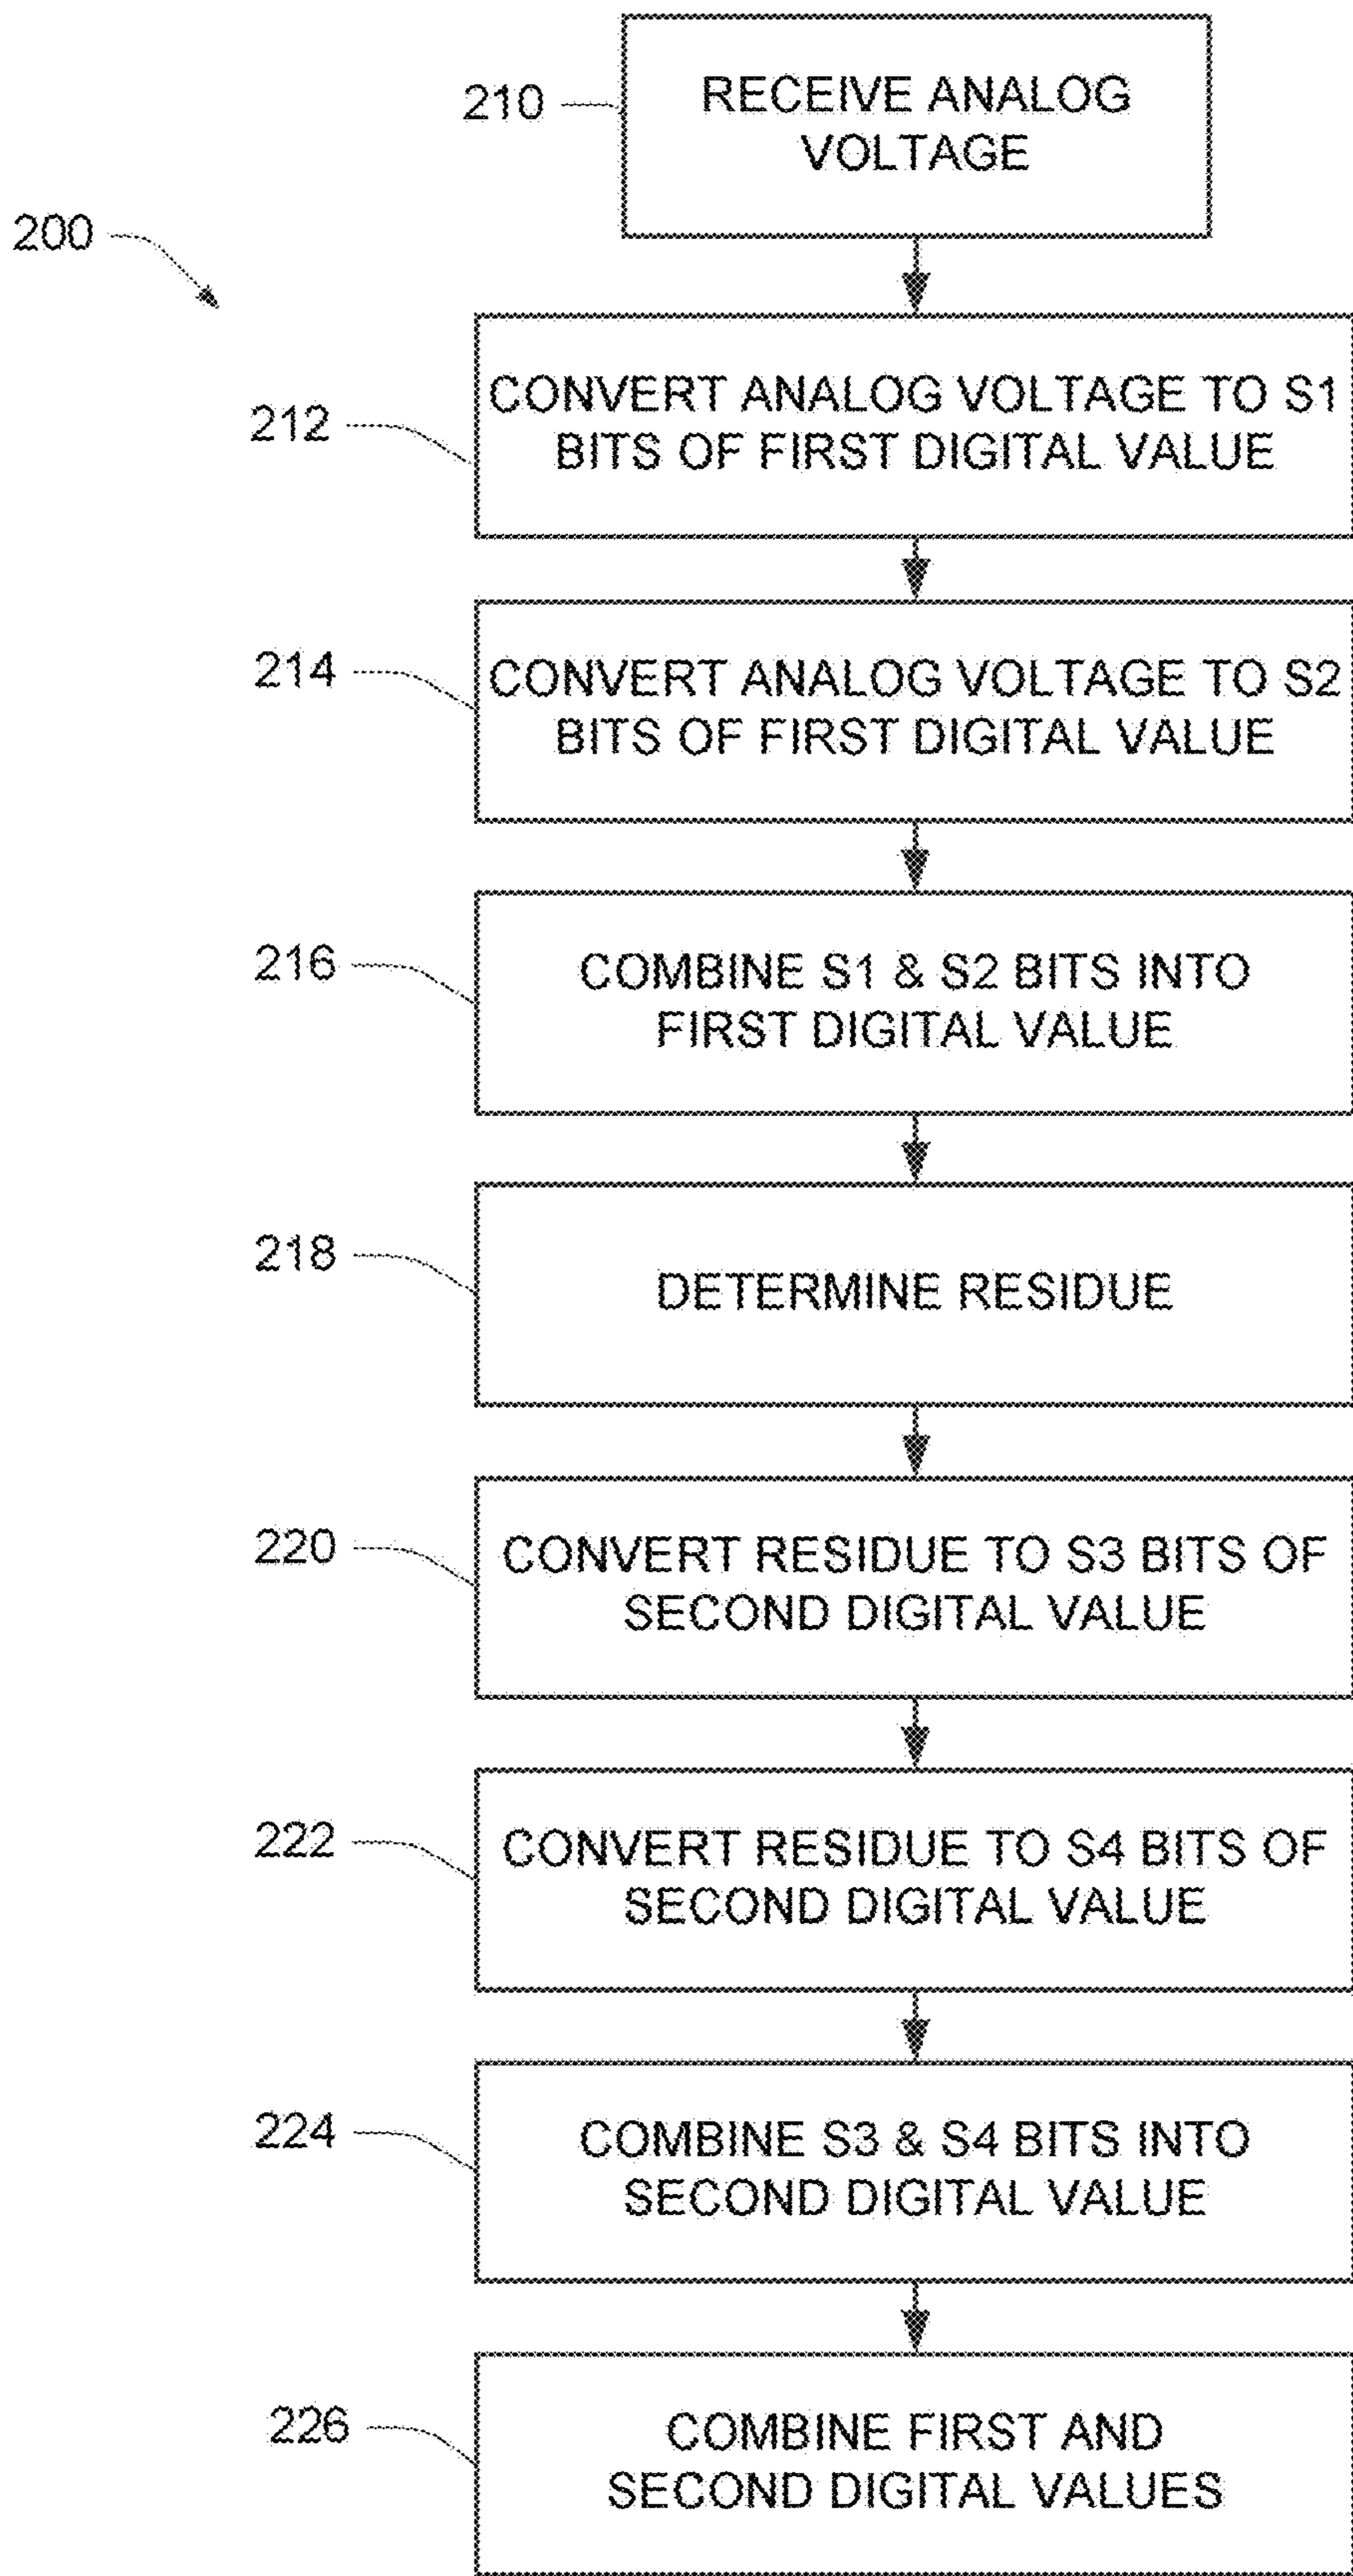 210
RECEIVE ANALOG
VOLTAGE
200
212
CONVERT ANALOG VOLTAGE TO S1
BITS OF FIRST DIGITAL VALUE
214
CONVERT ANALOG VOLTAGE TO S2
BITS OF FIRST DIGITAL VALUE
216
COMBINE S1 & S2 BITS INTO
FIRST DIGITAL VALUE
218
DETERMINE RESIDUE
220
CONVERT RESIDUE TO S3 BITS OF
SECOND DIGITAL VALUE
222
CONVERT RESIDUE TO S4 BITS OF
SECOND DIGITAL VALUE
224
COMBINE S3 & S4 BITS INTO
SECOND DIGITAL VALUE
226
COMBINE FIRST AND
SECOND DIGITAL VALUES